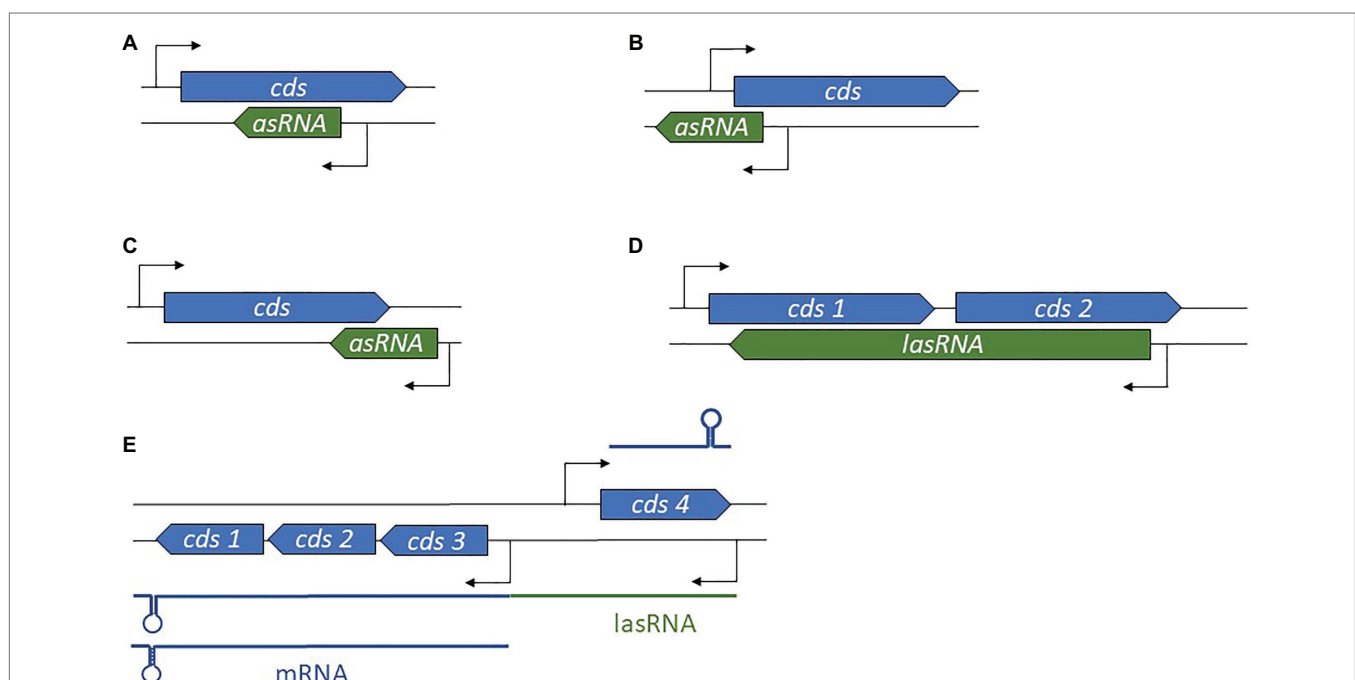 A
cds
asRNA
B
cds
asRNA
C
cds
asRNA
D
cds 1
cds 2
lasRNA
E
cds 4
cds 1
cds 2
cds 3
lasRNA
mRNA